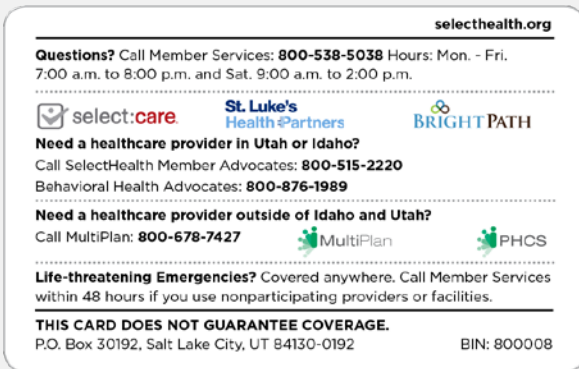 selecthealth.org
Questions? Call Member Services: 800-538-5038 Hours: Mon. - Fri.
7:00 a.m. to 8:00 p.m. and Sat. 9:00 a.m. to 2:00 p.m.
select:care. St. Luke's Health Partners BRIGHTPATH
Need a healthcare provider in Utah or Idaho?
Call SelectHealth Member Advocates: 800-515-2220
Behavioral Health Advocates: 800-876-1989
Need a healthcare provider outside of Idaho and Utah?
Call MultiPlan: 800-678-7427 MultiPlan PHCS
Life-threatening Emergencies? Covered anywhere. Call Member Services
within 48 hours if you use nonparticipating providers or facilities.
THIS CARD DOES NOT GUARANTEE COVERAGE.
P.O. Box 30192, Salt Lake City, UT 84130-0192 BIN: 800008